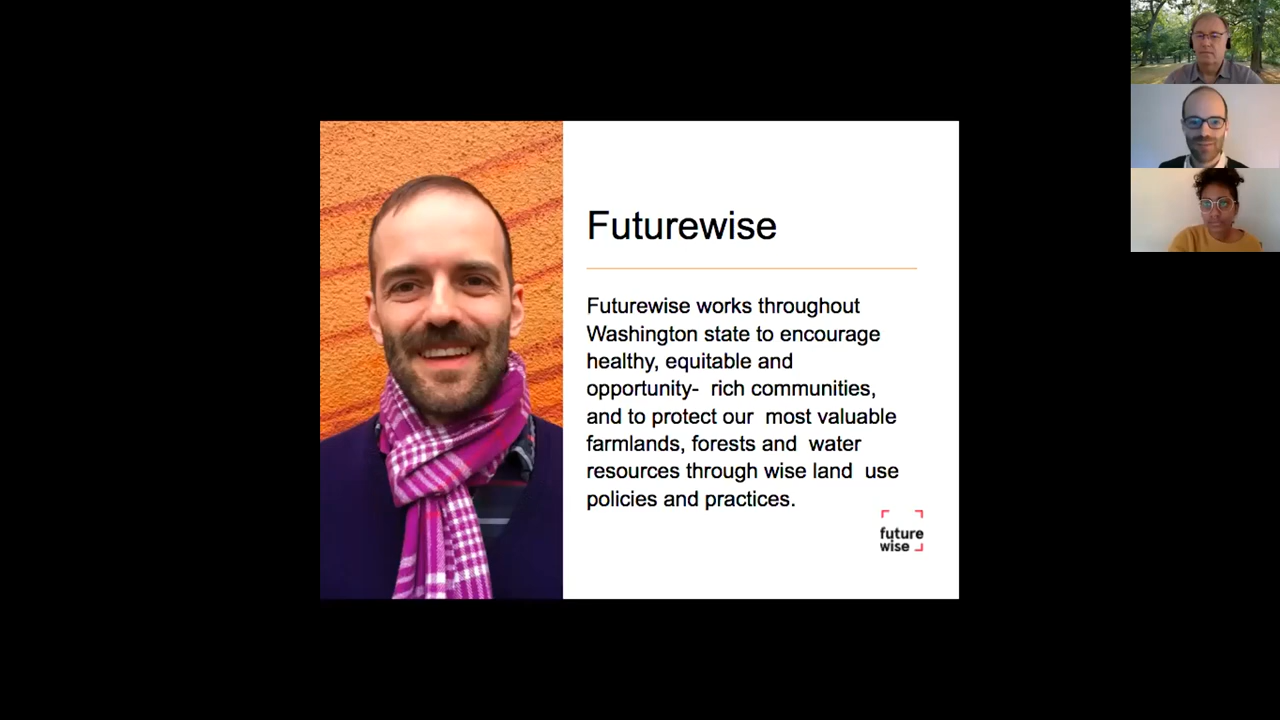 Futurewise
Futurewise works throughout
Washington state to encourage
healthy, equitable and
opportunity-  rich communities,
and to protect our  most valuable
farmlands, forests and  water
resources through wise land  use
policies and practices.
future
wise